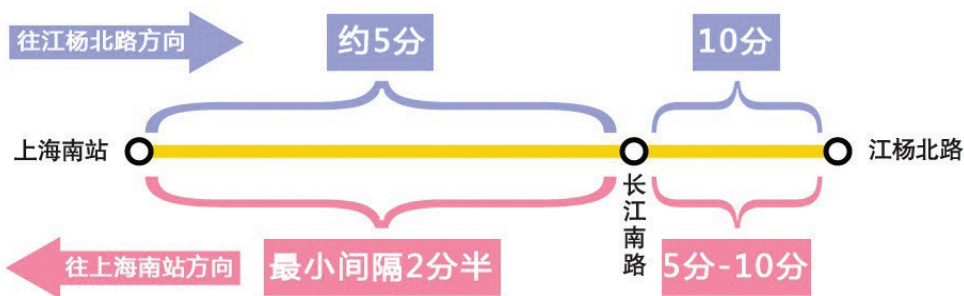 往江杨北路方向
约5分
10分
上海南站
长江南路
江杨北路
往上海南站方向
最小间隔2分半
5分-10分